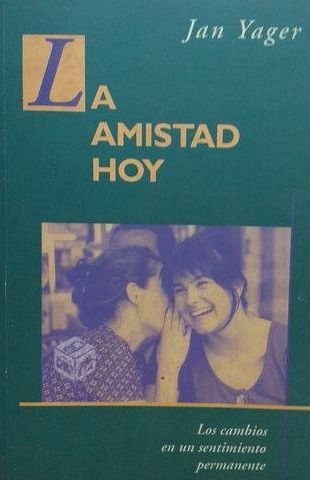 Jan Yager
LA
AMISTAD
HOY
Los cambios
en un sentimiento
permanente